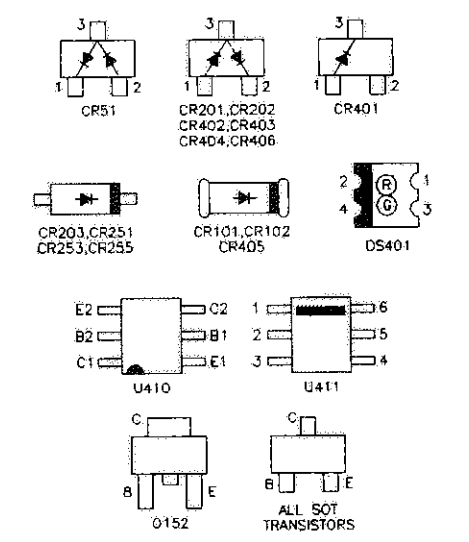 3
1 2
CR51
3
1 2
CR201,CR202
CR402,CR403
CR404,CR406
3
1 2
CR401
CR203,CR251
CR253,CR255
CR101,CR102
CR405
2 R 1
4 G 3
DS401
E2 C2
B2 B1
C1 E1
U410
1 6
2 5
3 4
U411
C
B E
Q152
C
B E
ALL SOT
TRANSISTORS